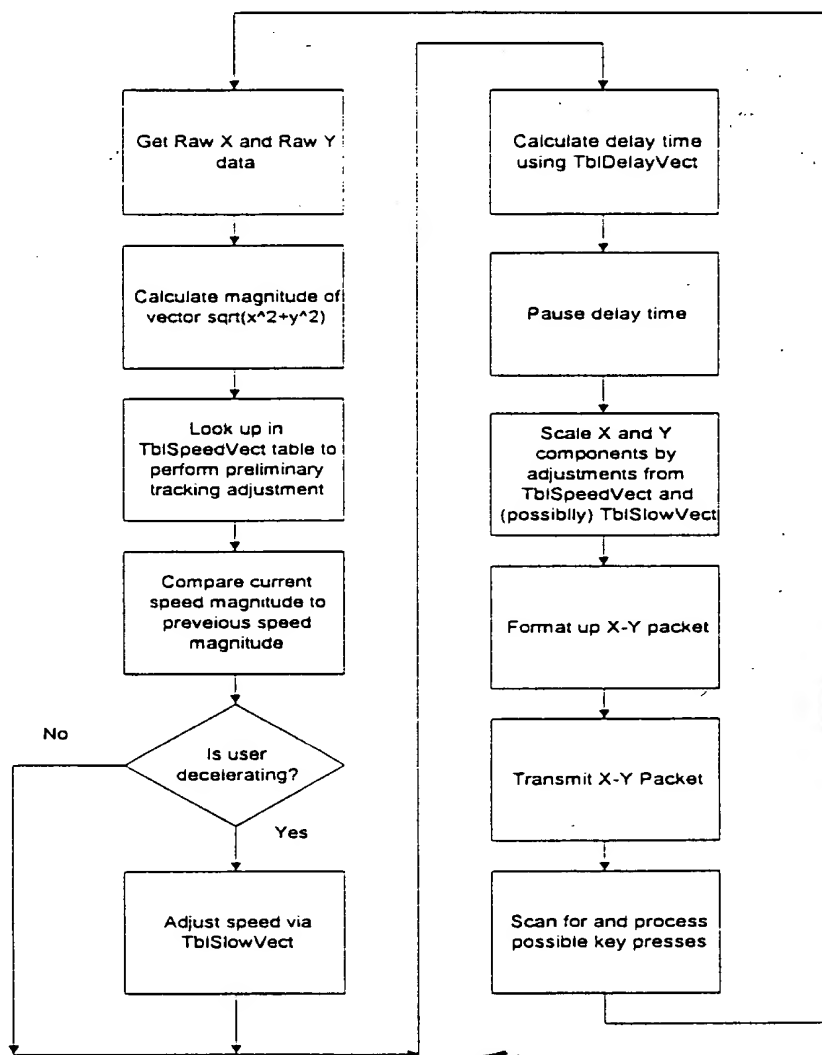 Get Raw X and Raw Y
data
Calculate magnitude of
vector sqrt(x^2+y^2)
Look up in
TblSpeedVect table to
perform preliminary
tracking adjustment
Compare current
speed magnitude to
preveious speed
magnitude
No
Is user
decelerating?
Yes
Adjust speed via
TblSlowVect
Calculate delay time
using TblDelayVect
Pause delay time
Scale X and Y
components by
adjustments from
TblSpeedVect and
(possiblly) TblSlowVect
Format up X-Y packet
Transmit X-Y Packet
Scan for and process
possible key presses